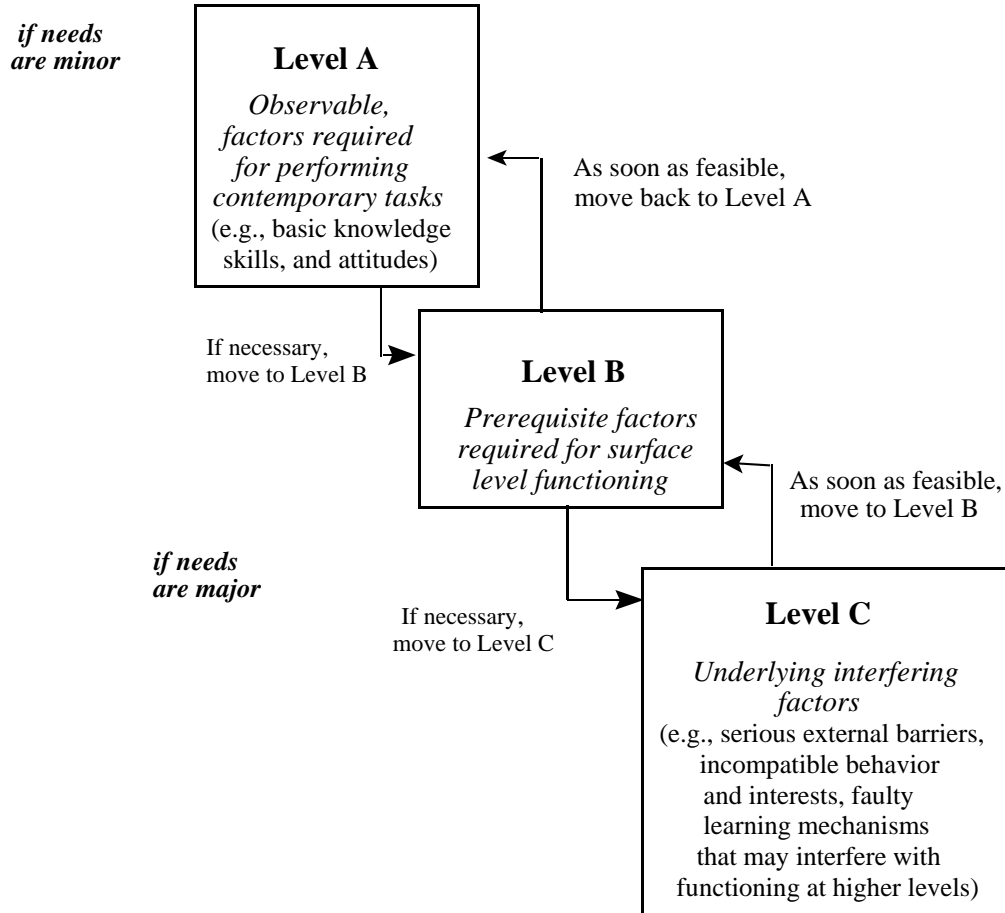 if needs
are minor
Level A
Observable,
factors required
for performing
contemporary tasks
(e.g., basic knowledge
skills, and attitudes)
As soon as feasible,
move back to Level A
If necessary,
move to Level B
Level B
Prerequisite factors
required for surface
level functioning
As soon as feasible,
move to Level B
if needs
are major
If necessary,
move to Level C
Level C
Underlying interfering
factors
(e.g., serious external barriers,
incompatible behavior
and interests, faulty
learning mechanisms
that may interfere with
functioning at higher levels)